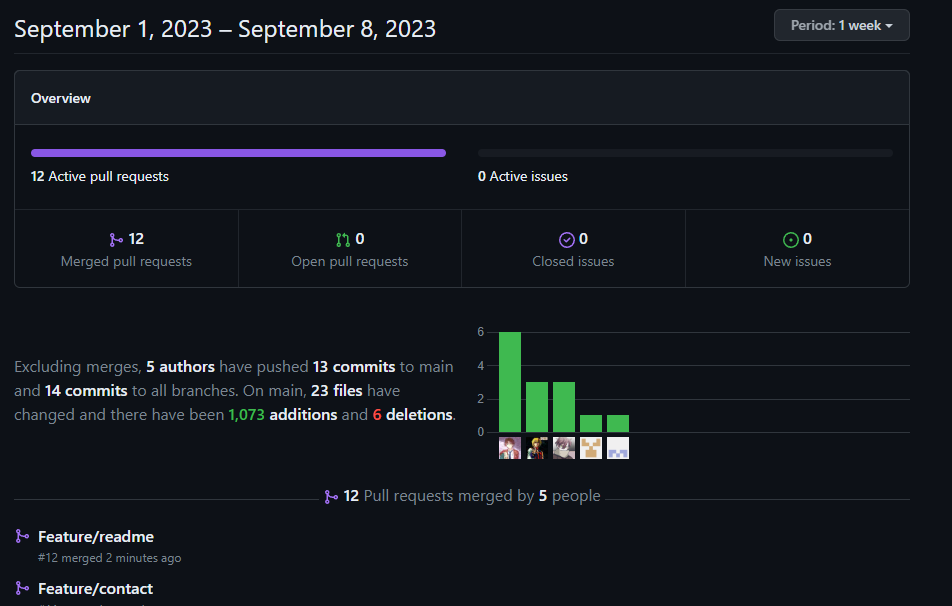 September 1, 2023 – September 8, 2023
Period: 1 week
Overview
12 Active pull requests
0 Active issues
12
Merged pull requests
0
Open pull requests
0
Closed issues
0
New issues
Excluding merges, 5 authors have pushed 13 commits to main
and 14 commits to all branches. On main, 23 files have
changed and there have been 1,073 additions and 6 deletions.
6
4
2
0
12 Pull requests merged by 5 people
Feature/readme
#12 merged 2 minutes ago
Feature/contact